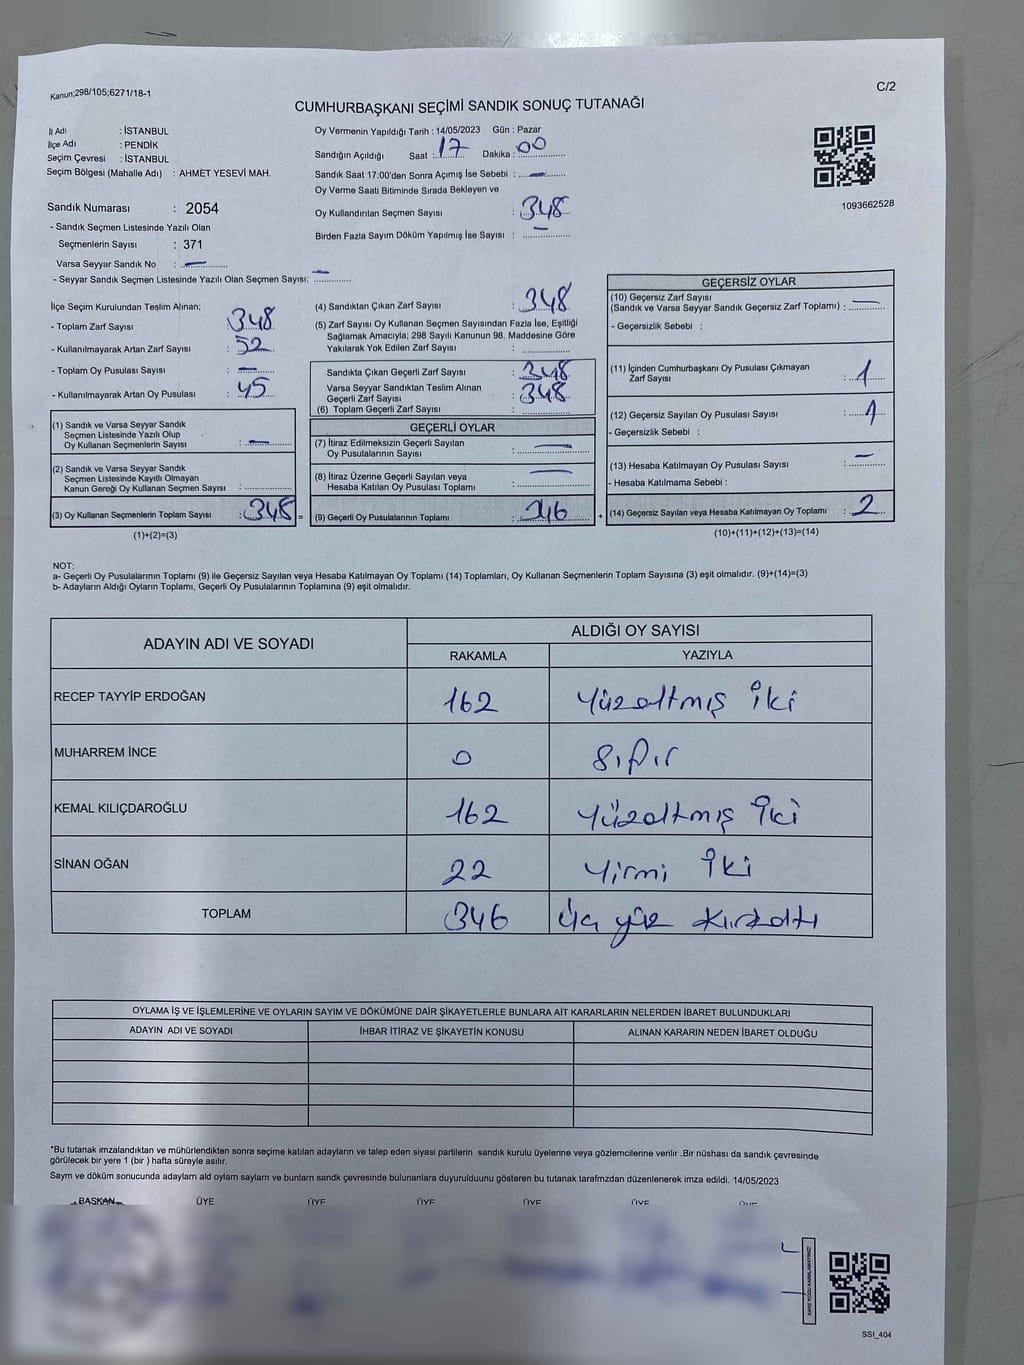 Kanun;298/105;6271/18-1
C/2
CUMHURBAŞKANI SEÇİMİ SANDIK SONUÇ TUTANAĞI
İl Adı : İSTANBUL
İlçe Adı : PENDİK
Seçim Çevresi : İSTANBUL
Seçim Bölgesi (Mahalle Adı) : AHMET YESEVİ MAH.
Sandık Numarası : 2054
- Sandık Seçmen Listesinde Yazılı Olan
Seçmenlerin Sayısı : 371
Varsa Seyyar Sandık No : —
- Seyyar Sandık Seçmen Listesinde Yazılı Olan Seçmen Sayısı: —
Oy Vermenin Yapıldığı Tarih : 14/05/2023 Gün : Pazar
Sandığın Açıldığı Saat : 17 Dakika : 00
Sandık Saat 17:00'den Sonra Açımış İse Sebebi : —
Oy Verme Saati Bitiminde Sırada Bekleyen ve
Oy Kullandırılan Seçmen Sayısı : 348
Birden Fazla Sayım Döküm Yapılmış İse Sayısı : —
1093662528
İlçe Seçim Kurulundan Teslim Alınan;
- Toplam Zarf Sayısı : 348
- Kullanılmayarak Artan Zarf Sayısı : 52
- Toplam Oy Pusulası Sayısı : —
- Kullanılmayarak Artan Oy Pusulası : 45
(1) Sandık ve Varsa Seyyar Sandık
Seçmen Listesinde Yazılı Olup
Oy Kullanan Seçmenlerin Sayısı : —
(2) Sandık ve Varsa Seyyar Sandık
Seçmen Listesinde Kayıtlı Olmayan
Kanun Gereği Oy Kullanan Seçmen Sayısı :
(3) Oy Kullanan Seçmenlerin Toplam Sayısı : 348 =
(1)+(2)=(3)
(4) Sandıktan Çıkan Zarf Sayısı : 348
(5) Zarf Sayısı Oy Kullanan Seçmen Sayısından Fazla İse, Eşitliği
Sağlamak Amacıyla; 298 Sayılı Kanunun 98. Maddesine Göre
Yakılarak Yok Edilen Zarf Sayısı :
Sandıkta Çıkan Geçerli Zarf Sayısı : 348
Varsa Seyyar Sandıktan Teslim Alınan
Geçerli Zarf Sayısı : 348
(6) Toplam Geçerli Zarf Sayısı :
GEÇERLİ OYLAR
(7) İtiraz Edilmeksizin Geçerli Sayılan
Oy Pusulalarının Sayısı : —
(8) İtiraz Üzerine Geçerli Sayılan veya
Hesaba Katılan Oy Pusulası Toplamı : —
(9) Geçerli Oy Pusulalarının Toplamı : 346 +
GEÇERSİZ OYLAR
(10) Geçersiz Zarf Sayısı
(Sandık ve Varsa Seyyar Sandık Geçersiz Zarf Toplamı) : —
- Geçersizlik Sebebi :
(11) İçinden Cumhurbaşkanı Oy Pusulası Çıkmayan
Zarf Sayısı : 1
(12) Geçersiz Sayılan Oy Pusulası Sayısı : 1
- Geçersizlik Sebebi :
(13) Hesaba Katılmayan Oy Pusulası Sayısı : —
- Hesaba Katılmama Sebebi :
(14) Geçersiz Sayılan veya Hesaba Katılmayan Oy Toplamı : 2
(10)+(11)+(12)+(13)=(14)
NOT:
a- Geçerli Oy Pusulalarının Toplamı (9) ile Geçersiz Sayılan veya Hesaba Katılmayan Oy Toplamı (14) Toplamları, Oy Kullanan Seçmenlerin Toplam Sayısına (3) eşit olmalıdır. (9)+(14)=(3)
b- Adayların Aldığı Oyların Toplamı, Geçerli Oy Pusulalarının Toplamına (9) eşit olmalıdır.
ADAYIN ADI VE SOYADI
ALDIĞI OY SAYISI
RAKAMLA YAZIYLA
RECEP TAYYİP ERDOĞAN 162 Yüzaltmış iki
MUHARREM İNCE 0 Sıfır
KEMAL KILIÇDAROĞLU 162 Yüzaltmış İki
SİNAN OĞAN 22 Yirmi İki
TOPLAM 346 Üç yüz kırkaltı
OYLAMA İŞ VE İŞLEMLERİNE VE OYLARIN SAYIM VE DÖKÜMÜNE DAİR ŞİKAYETLERLE BUNLARA AİT KARARLARIN NELERDEN İBARET BULUNDUKLARI
ADAYIN ADI VE SOYADI İHBAR İTİRAZ VE ŞİKAYETİN KONUSU ALINAN KARARIN NEDEN İBARET OLDUĞU
*Bu tutanak imzalandıktan ve mühürlendikten sonra seçime katılan adayların ve talep eden siyasi partilerin sandık kurulu üyelerine veya gözlemcilerine verilir .Bir nüshası da sandık çevresinde
görülecek bir yere 1 (bir ) hafta süreyle asılır.
Sayım ve döküm sonucunda adaylam ald oylam saylam ve bunlam sandk çevresinde bulunanlara duyurulduunu gösteren bu tutanak tarafmzdan düzenlenerek imza edildi. 14/05/2023
BAŞKAN ÜYE ÜYE ÜYE ÜYE ÜYE ÜYE
SSI_404